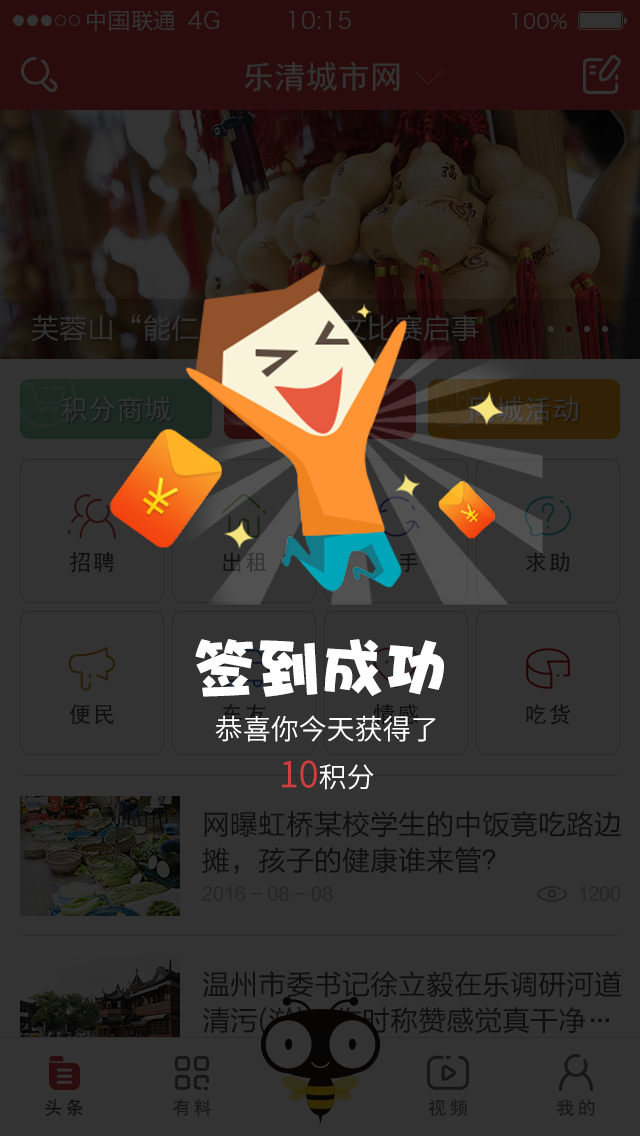 中国联通 4G 10:15 100%
乐清城市网
芙蓉山“能仁 文比赛启事
积分商城 同城活动
¥ ¥
招聘 出租 手 求助
签到成功
便民 车友 情感 吃货
恭喜你今天获得了
10积分
网曝虹桥某校学生的中饭竟吃路边
摊，孩子的健康谁来管？
2016-08-08 1200
温州市委书记徐立毅在乐调研河道
清污( 作时称赞感觉真干净…
头条 有料 视频 我的